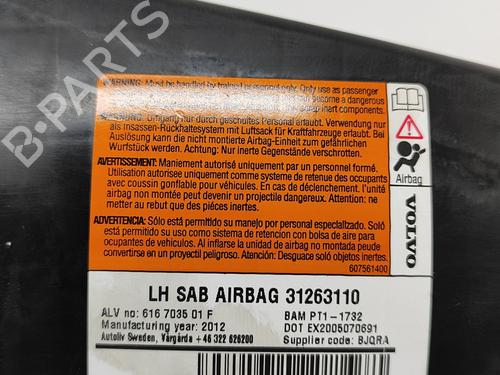 WARNING: Must be handled by trained personnel only. Use as passenger
WARNUNG: Umgang nur durch geschultes Personal erlaubt. Verwendung nur
als Insassen-Rückhaltesystem mit Luftsack für Kraftfahrzeuge erlaubt. Bei
Auslösung kann die nicht montierte Airbag-Einheit zum gefährlichen
Wurfstück werden. Achtung: Nur inerte Gegenstände verschrotten.
AVERTISSEMENT: Maniement autorisé uniquement par un personnel formé.
Utilisation autorisee uniquement comme systeme de retenue des occupants
avec coussin gonflable pour véhicules. En cas de déclenchement, l'unité
airbag non montée peut devenir un projectile dangereux. Attention: ne
mettre au rebut que des pièces inertes.
ADVERTENCIA: Sólo está permitido su manejo por personal especializado. Solo
está permitido su uso como sistema de retención con bolsa de aire para
ocupantes de vehículos. Al inflarse la unidad de airbag no montada puede
convertirse en un proyectil peligroso. Atención: Desguace solo objetos inertes.
607561400
Airbag
VOLVO
B-PARTS
LH SAB AIRBAG 31263110
ALV no: 616 7035 01 F
BAM PT1-1732
Manufacturing year: 2012
DOT EX2005070691
Autoliv Sweden, Vårgårda +46 322 626200
Supplier code: BJQRA